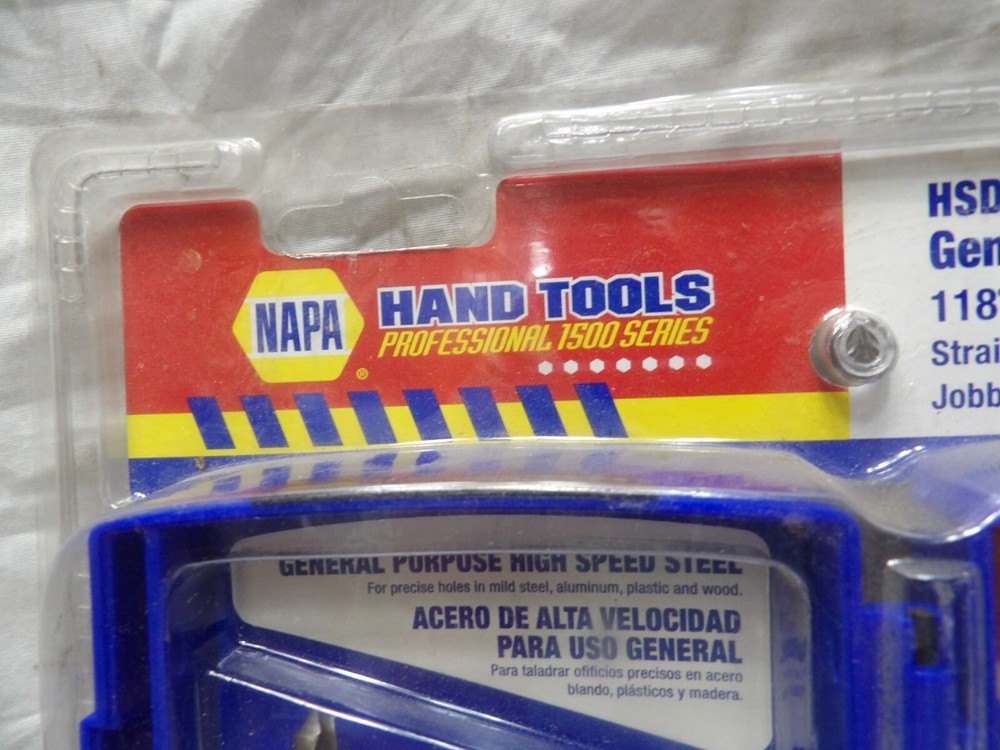 NAPA
®
HAND TOOLS
PROFESSIONAL 1500 SERIES
HSD
Gen
118°
Strai
Jobb
GENERAL PURPOSE HIGH SPEED STEEL
For precise holes in mild steel, aluminum, plastic and wood.
ACERO DE ALTA VELOCIDAD
PARA USO GENERAL
Para taladrar ofificios precisos en acero
blando, plásticos y madera.